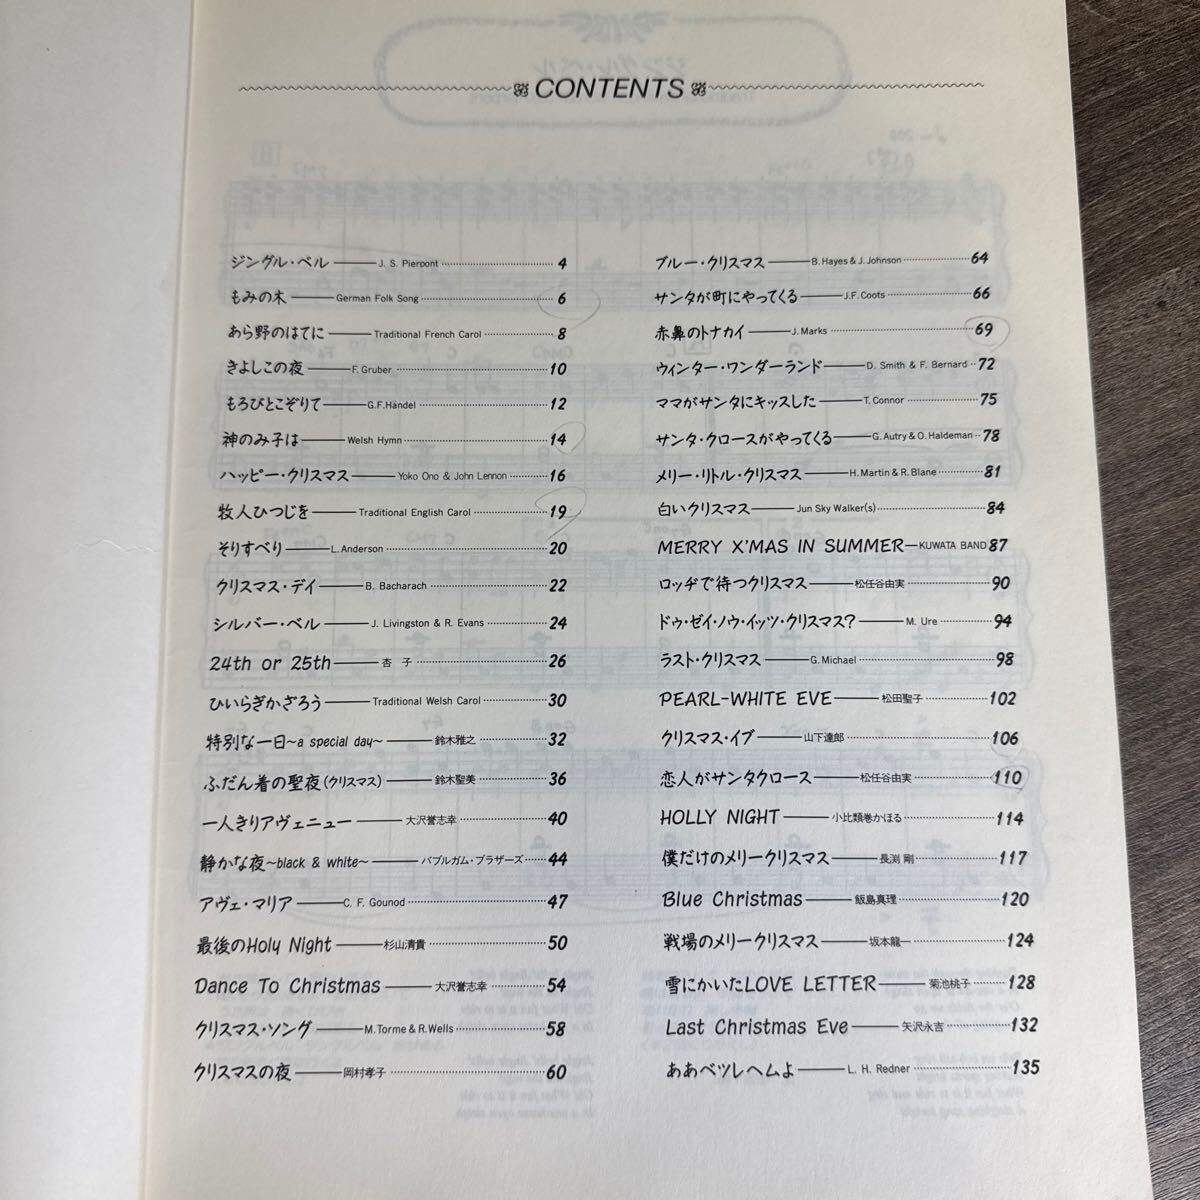 CONTENTS
ジングル・ベル J. S. Pierpont 4
もみの木 German Folk Song 6
あら野のはてに Traditional French Carol 8
きよしこの夜 F. Gruber 10
もろびとこぞりて G.F.Händel 12
神のみ子は Welsh Hymn 14
ハッピー・クリスマス Yoko Ono & John Lennon 16
牧人ひつじを Traditional English Carol 19
そりすべり L. Anderson 20
クリスマス・デイ B. Bacharach 22
シルバー・ベル J. Livingston & R. Evans 24
24th or 25th 杏 子 26
ひいらぎかざろう Traditional Welsh Carol 30
特別な一日〜a special day〜 鈴木雅之 32
ふだん着の聖夜(クリスマス) 鈴木聖美 36
一人きりアヴェニュー 大沢誉志幸 40
静かな夜〜black & white〜 バブルガム・ブラザーズ 44
アヴェ・マリア C. F. Gounod 47
最後のHoly Night 杉山清貴 50
Dance To Christmas 大沢誉志幸 54
クリスマス・ソング M. Torme & R. Wells 58
クリスマスの夜 岡村孝子 60
ブルー・クリスマス B. Hayes & J. Johnson 64
サンタが町にやってくる J.F. Coots 66
赤鼻のトナカイ J. Marks 69
ウィンター・ワンダーランド D. Smith & F. Bernard 72
ママがサンタにキッスした T. Connor 75
サンタ・クロースがやってくる G. Autry & O. Haldeman 78
メリー・リトル・クリスマス H. Martin & R. Blane 81
白いクリスマス Jun Sky Walker(s) 84
MERRY X'MAS IN SUMMER KUWATA BAND 87
ロッヂで待つクリスマス 松任谷由実 90
ドゥ・ゼイ・ノウ・イッツ・クリスマス? M. Ure 94
ラスト・クリスマス G. Michael 98
PEARL-WHITE EVE 松田聖子 102
クリスマス・イブ 山下達郎 106
恋人がサンタクロース 松任谷由実 110
HOLLY NIGHT 小比類巻かほる 114
僕だけのメリークリスマス 長渕 剛 117
Blue Christmas 飯島真理 120
戦場のメリークリスマス 坂本龍一 124
雪にかいたLOVE LETTER 菊池桃子 128
Last Christmas Eve 矢沢永吉 132
ああベツレヘムよ L. H. Redner 135